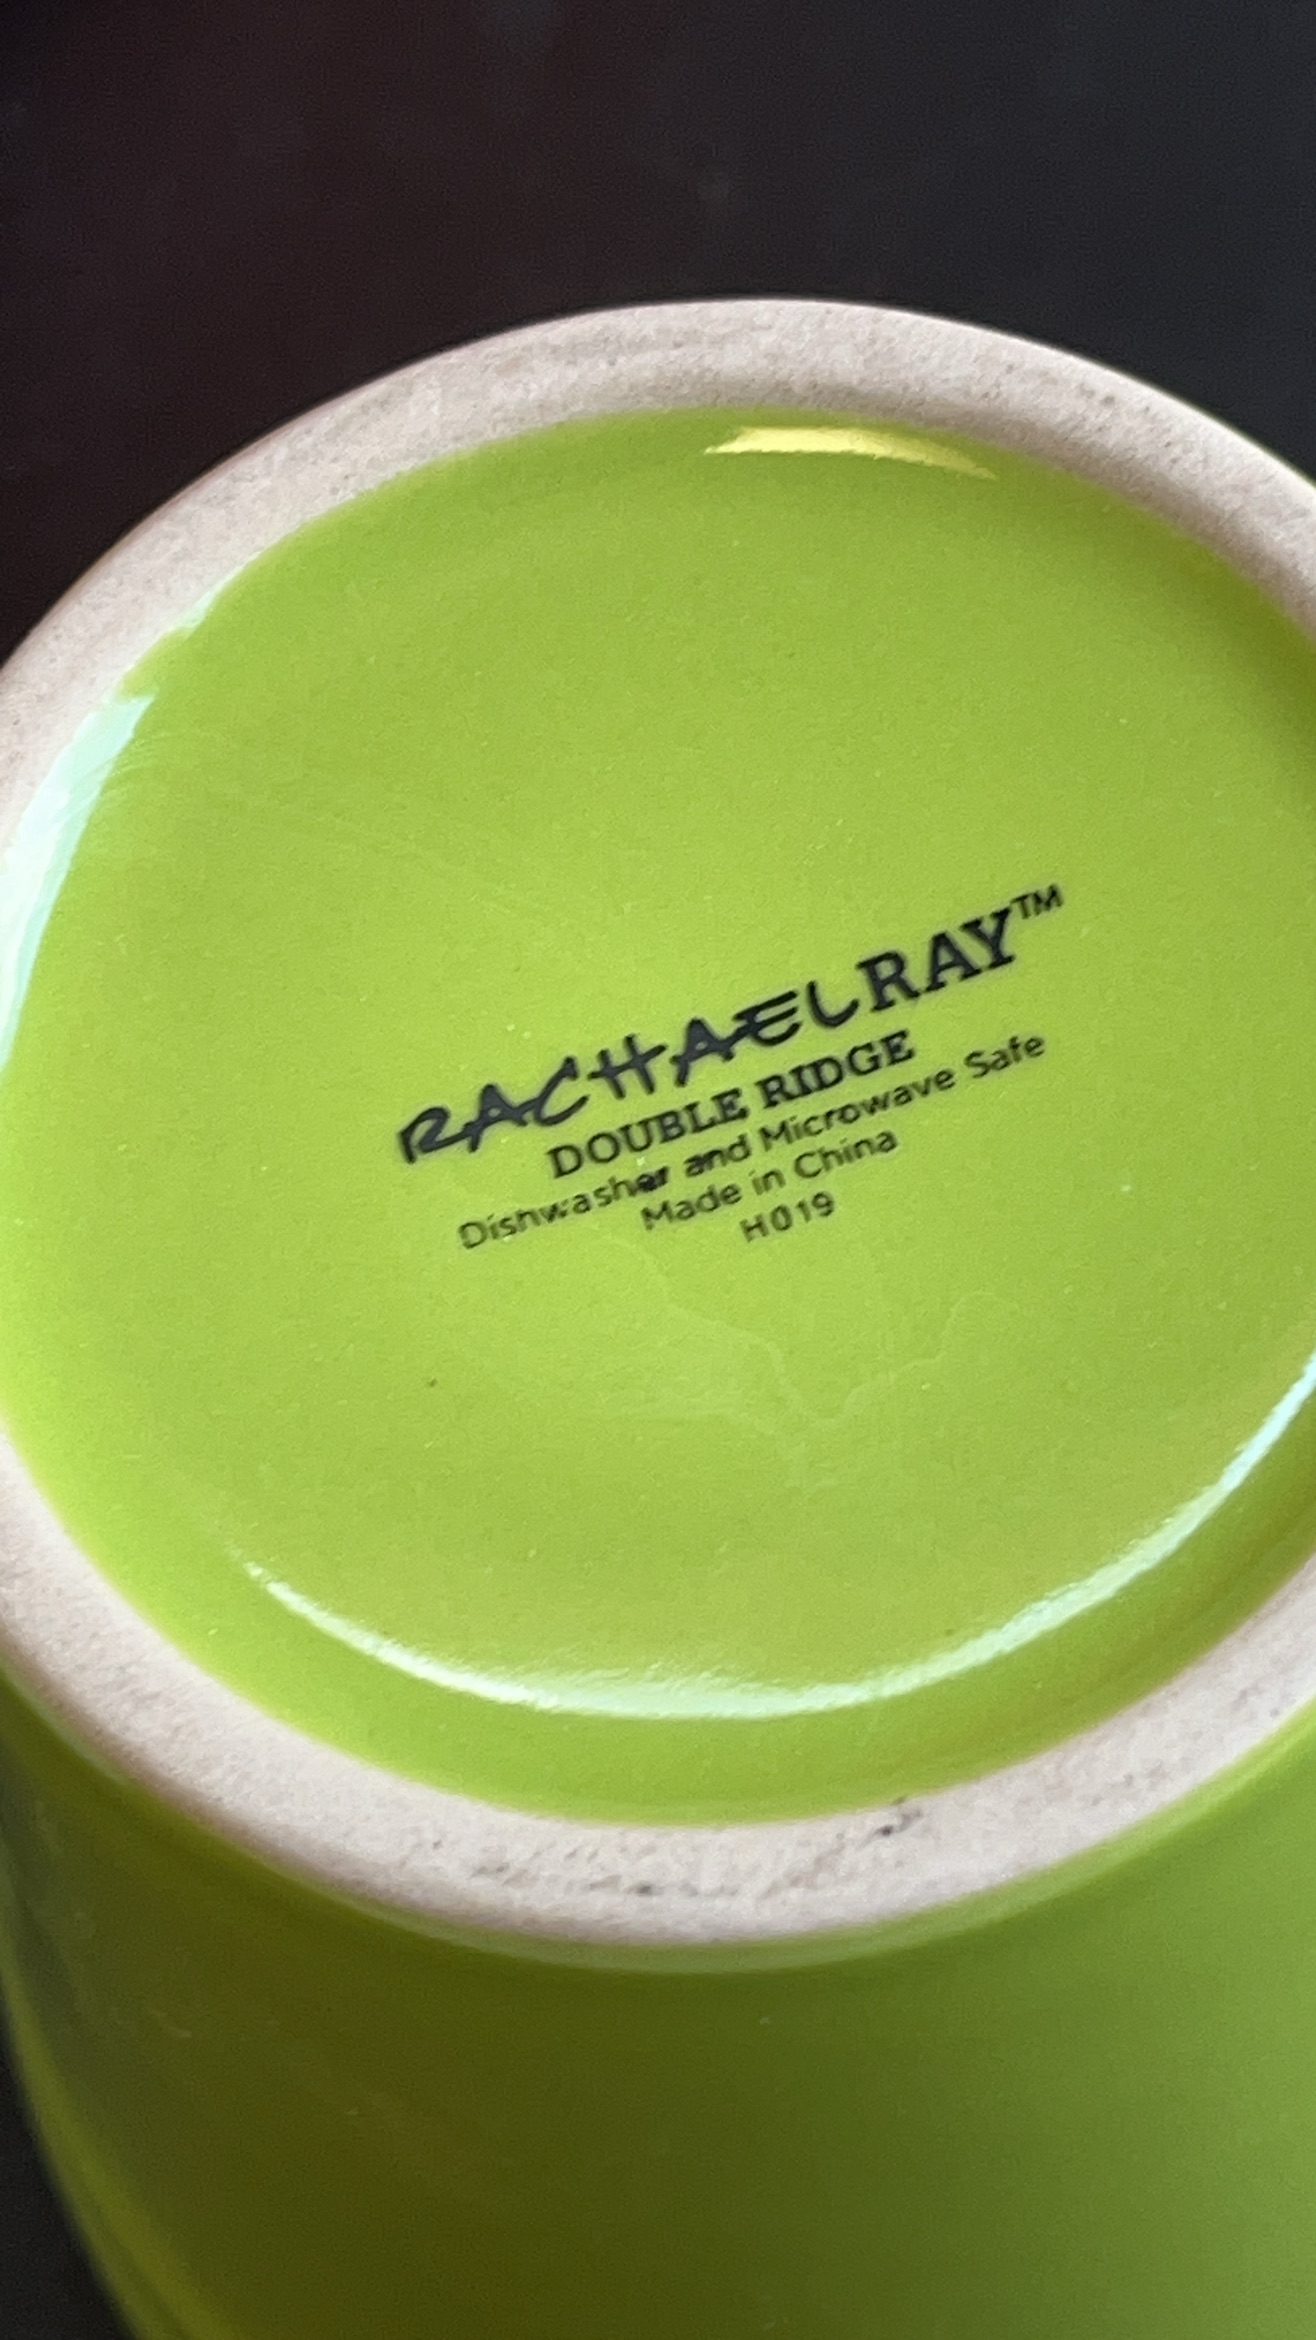 RACHAELRAY™
DOUBLE RIDGE
Dishwasher and Microwave Safe
Made in China
H019